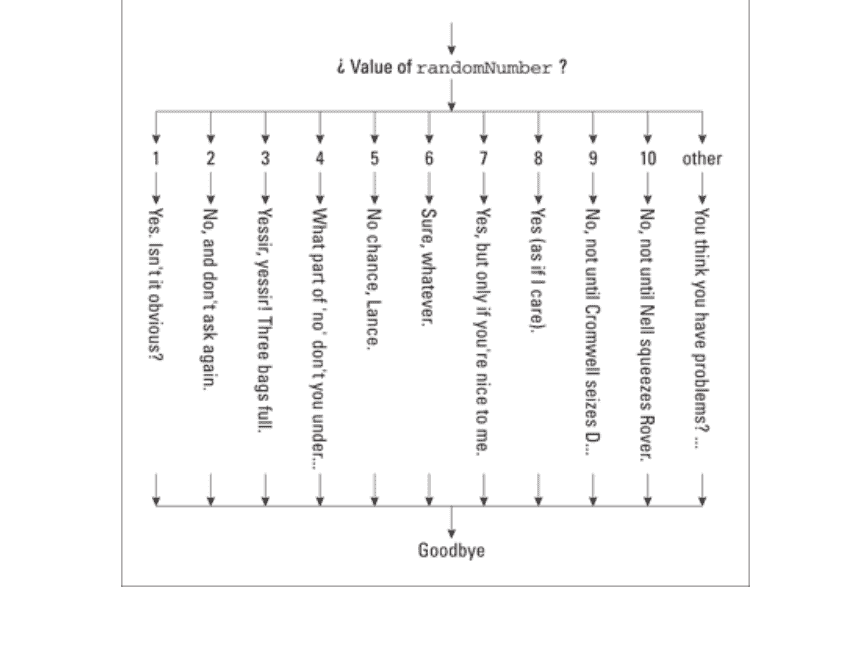 ¿ Value of randomNumber ?
1 2 3 4 5 6 7 8 9 10 other
Yes. Isn't it obvious?
No, and don't ask again.
Yessir, yessir! Three bags full.
What part of 'no' don't you under...
No chance, Lance.
Sure, whatever.
Yes, but only if you're nice to me.
Yes (as if I care).
No, not until Cromwell seizes D...
No, not until Nell squeezes Rover.
You think you have problems? ...
Goodbye